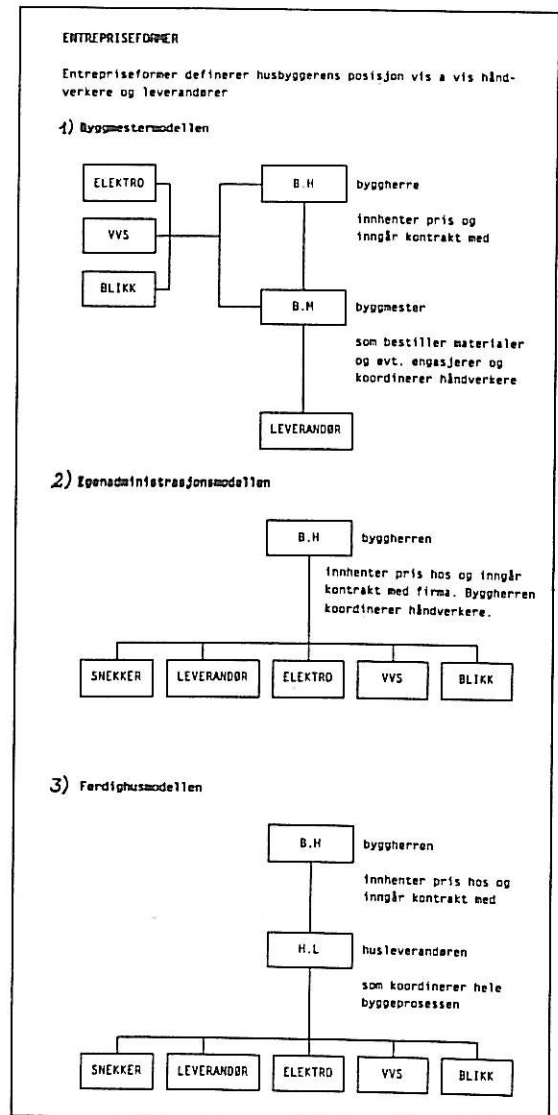 ENTREPRISEFORMER
Entrepriseformer definerer husbyggerens posisjon vis a vis hånd-
verkere og leverandører
1) Byggmestermodellen
ELEKTRO
B.H
byggherre
VVS
innhenter pris og
inngår kontrakt med
BLIKK
B.M
byggmester
som bestiller materialer
og evt. engasjerer og
koordinerer håndverkere
LEVERANDØR
2) Egenadministrasjonsmodellen
B.H
byggherren
innhenter pris hos og inngår
kontrakt med firma. Byggherren
koordinerer håndverkere.
SNEKKER
LEVERANDØR
ELEKTRO
VVS
BLIKK
3) Ferdighusmodellen
B.H
byggherren
innhenter pris hos og
inngår kontrakt med
H.L
husleverandøren
som koordinerer hele
byggeprosessen
SNEKKER
LEVERANDØR
ELEKTRO
VVS
BLIKK